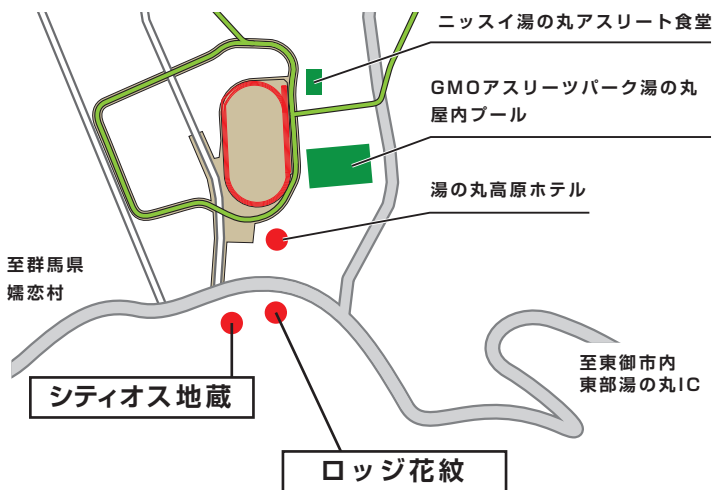 ニッスイ湯の丸アスリート食堂
GMOアスリーツパーク湯の丸
屋内プール
湯の丸高原ホテル
至群馬県
嬬恋村
至東御市内
東部湯の丸IC
シティオス地蔵
ロッジ花紋